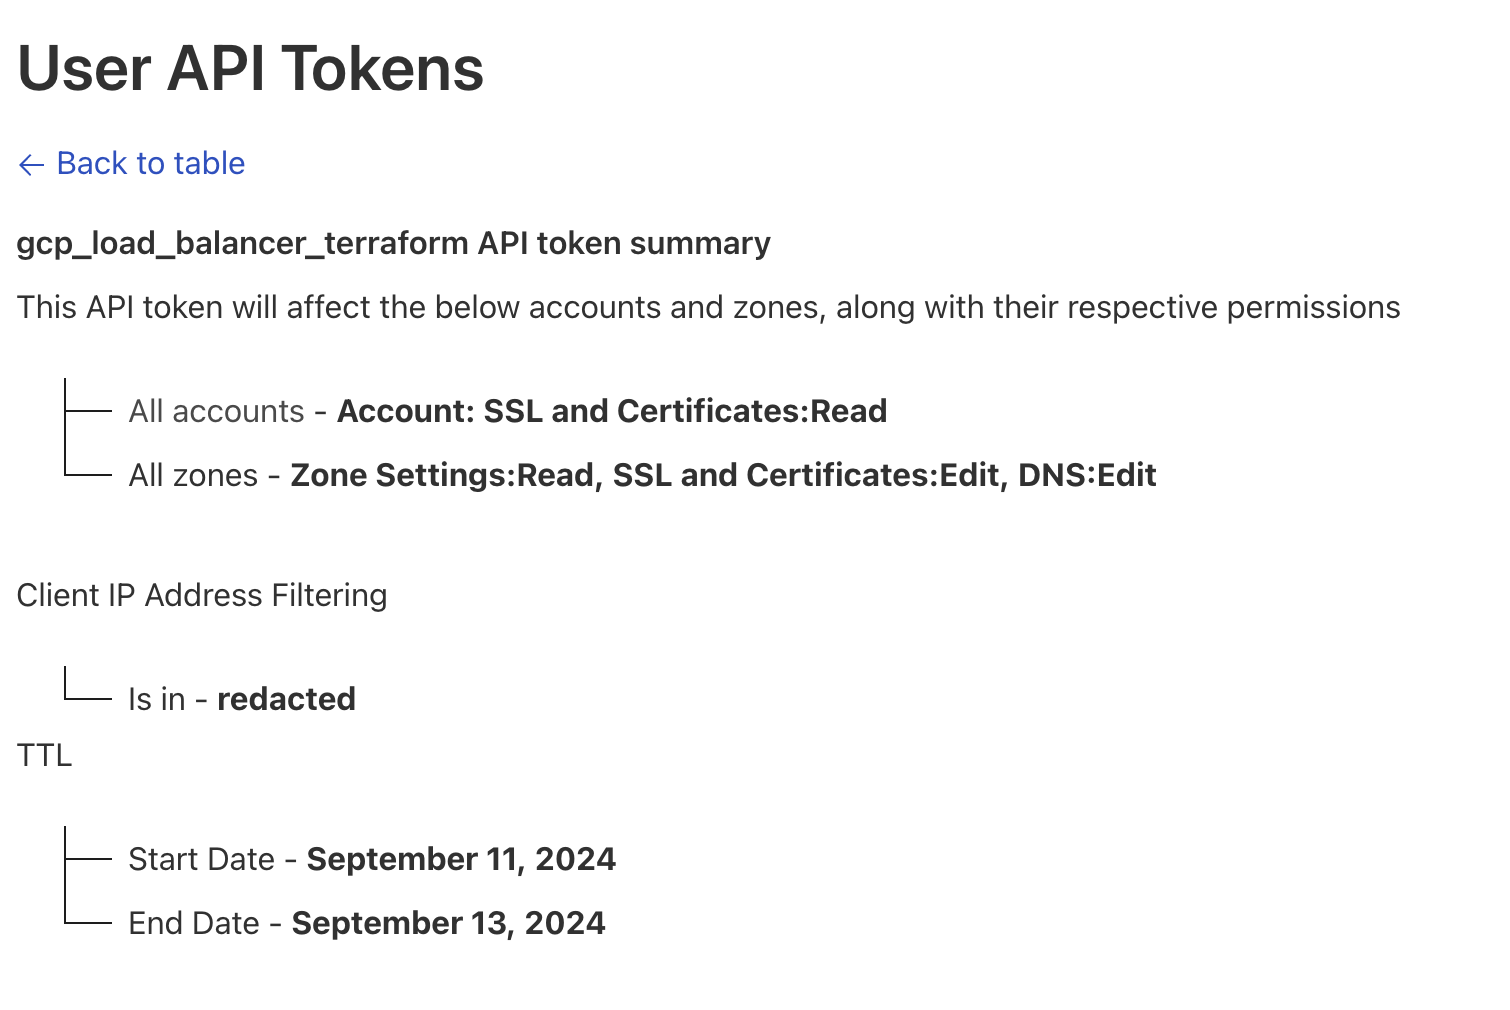 User API Tokens
← Back to table
gcp_load_balancer_terraform API token summary
This API token will affect the below accounts and zones, along with their respective permissions
All accounts - Account: SSL and Certificates:Read
All zones - Zone Settings:Read, SSL and Certificates:Edit, DNS:Edit
Client IP Address Filtering
Is in - redacted
TTL
Start Date - September 11, 2024
End Date - September 13, 2024